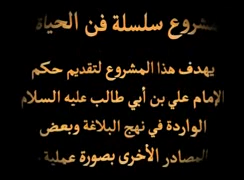 مشروع سلسلة فن الحياة
يهدف هذا المشروع لتقديم حكم
الإمام علي بن أبي طالب عليه السلام
الواردة في نهج البلاغة وبعض
المصادر الأخرى بصورة عملية.